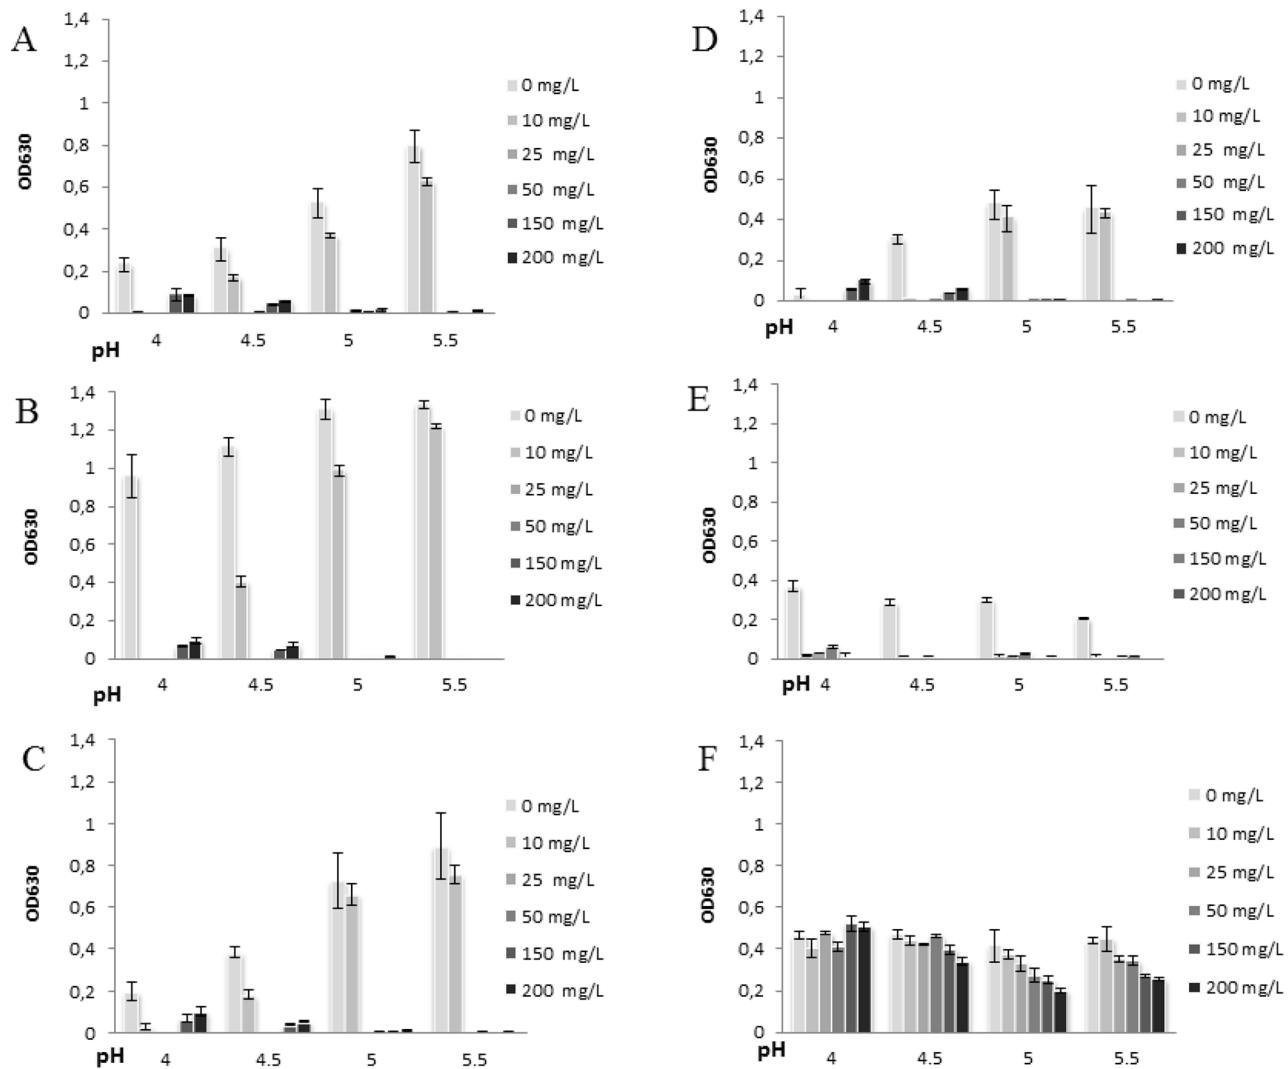 A
1,4
1,2
1
0,8
0,6
0,4
0,2
0
OD630
pH
4
4.5
5
5.5
0 mg/L
10 mg/L
25 mg/L
50 mg/L
150 mg/L
200 mg/L
B
1,4
1,2
1
0,8
0,6
0,4
0,2
0
OD630
pH
4
4.5
5
5.5
0 mg/L
10 mg/L
25 mg/L
50 mg/L
150 mg/L
200 mg/L
C
1,4
1,2
1
0,8
0,6
0,4
0,2
0
OD630
pH
4
4.5
5
5.5
0 mg/L
10 mg/L
25 mg/L
50 mg/L
150 mg/L
200 mg/L
D
1,4
1,2
1
0,8
0,6
0,4
0,2
0
OD630
pH
4
4.5
5
5.5
0 mg/L
10 mg/L
25 mg/L
50 mg/L
150 mg/L
200 mg/L
E
1,4
1,2
1
0,8
0,6
0,4
0,2
0
OD630
pH
4
4.5
5
5.5
0 mg/L
10 mg/L
25 mg/L
50 mg/L
150 mg/L
200 mg/L
F
1,4
1,2
1
0,8
0,6
0,4
0,2
0
OD630
pH
4
4.5
5
5.5
0 mg/L
10 mg/L
25 mg/L
50 mg/L
150 mg/L
200 mg/L